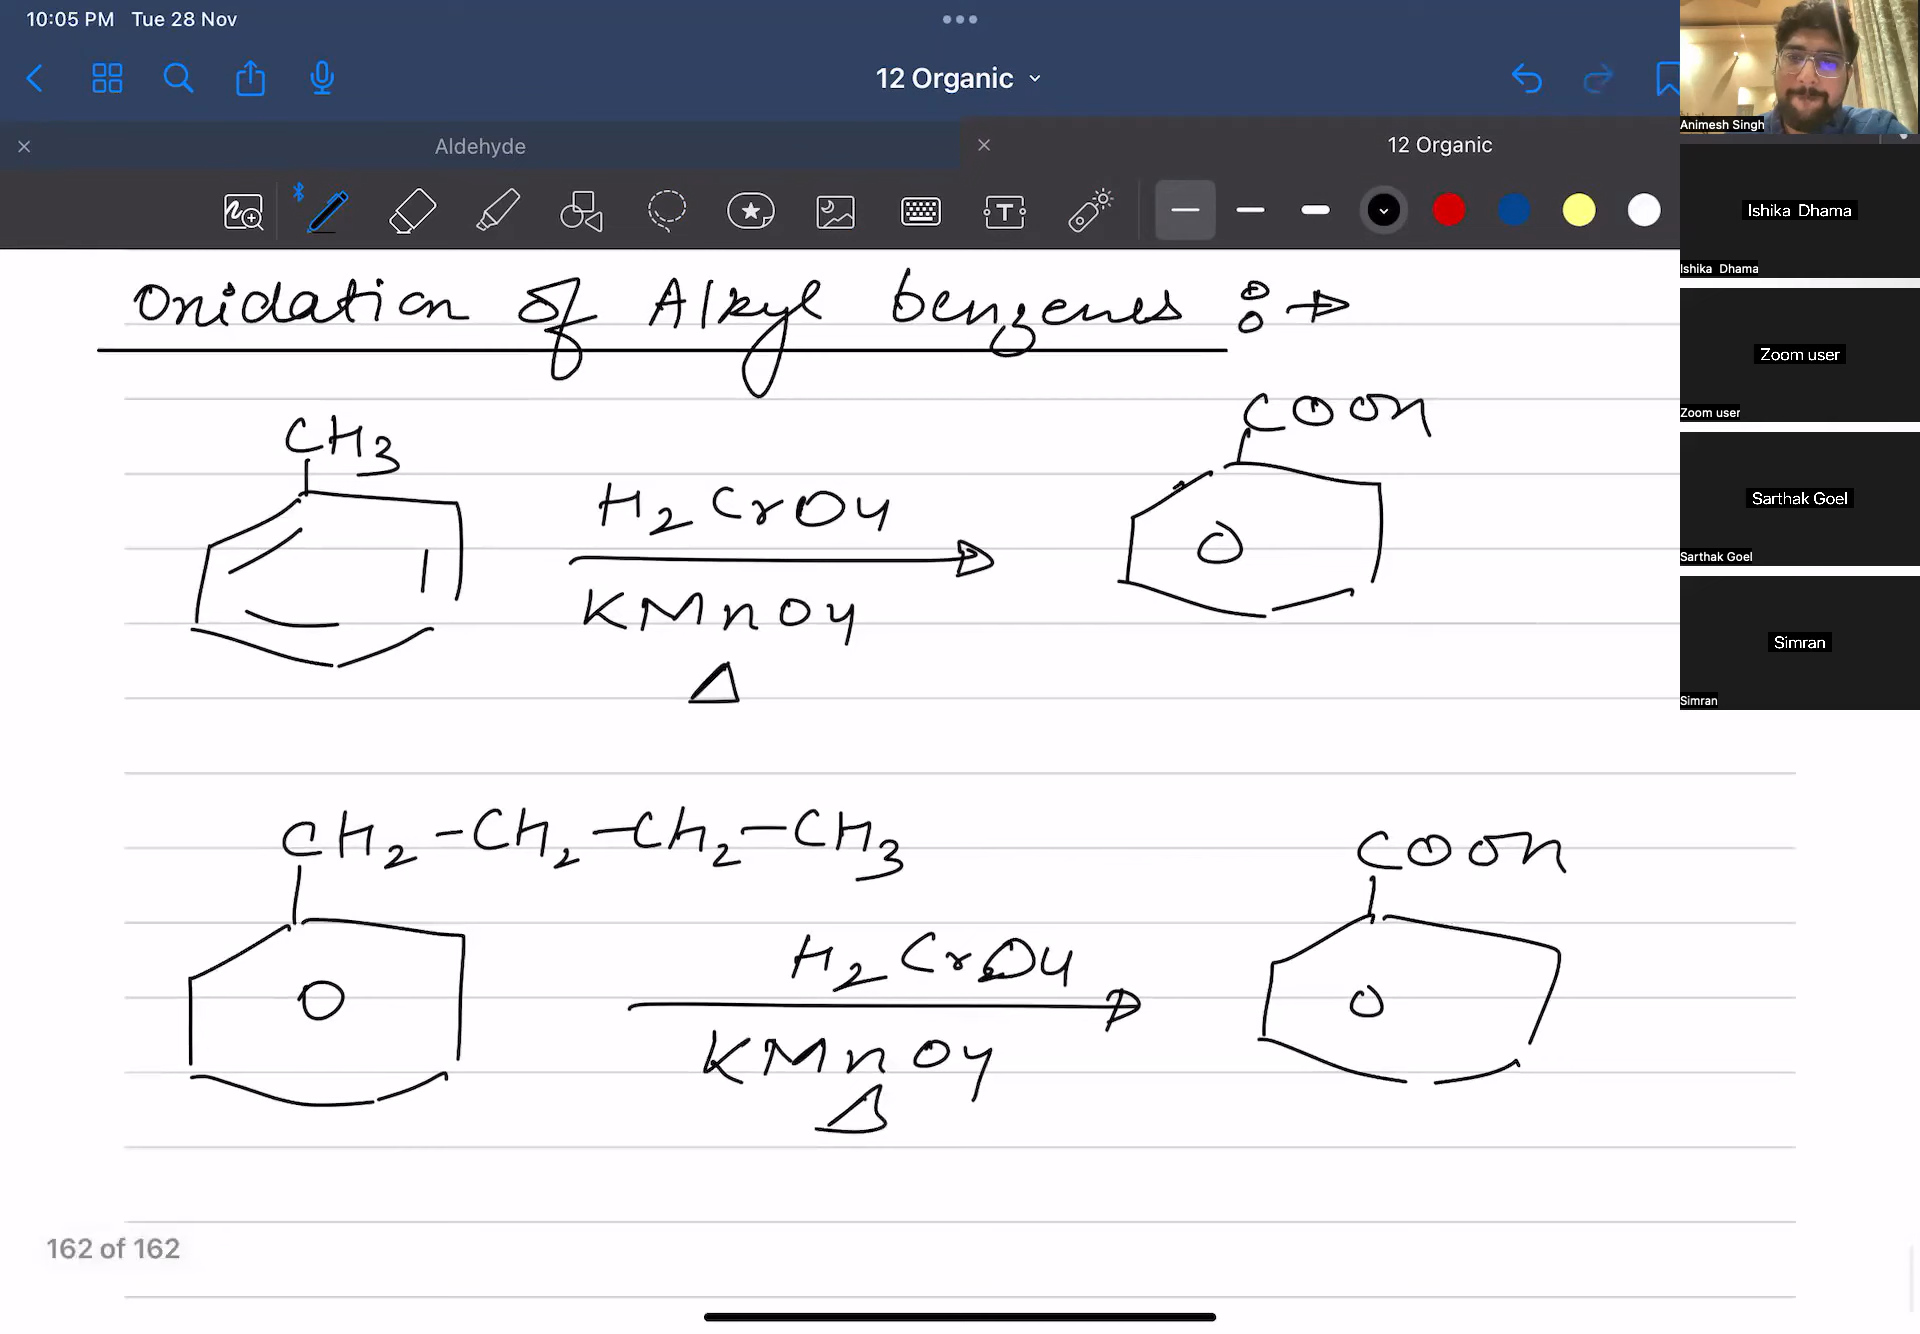 10:05 PM Tue 28 Nov
12 Organic
Aldehyde
12 Organic
Animesh Singh
Ishika Dhama
Ishika Dhama
Zoom user
Zoom user
Sarthak Goel
Sarthak Goel
Simran
Simran
Oxidation of Alkyl benzenes :→
CH3
COOH
H2CrO4
KMnO4
Δ
CH2-CH2-CH2-CH3
COOH
H2CrO4
KMnO4
Δ
162 of 162